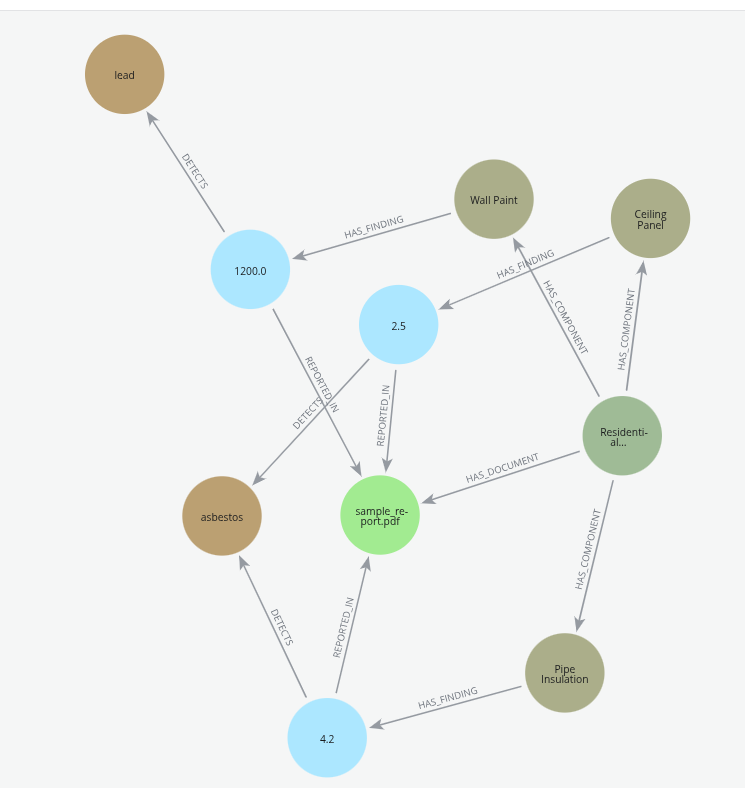 lead
DETECTS
Wall Paint
Ceiling
Panel
HAS_FINDING
HAS_FINDING
1200.0
HAS_COMPONENT
HAS_COMPONENT
2.5
REPORTED_IN
DETECTS
REPORTED_IN
Residenti-
al...
HAS_DOCUMENT
asbestos
sample_re-
port.pdf
HAS_COMPONENT
DETECTS
REPORTED_IN
Pipe
Insulation
HAS_FINDING
4.2